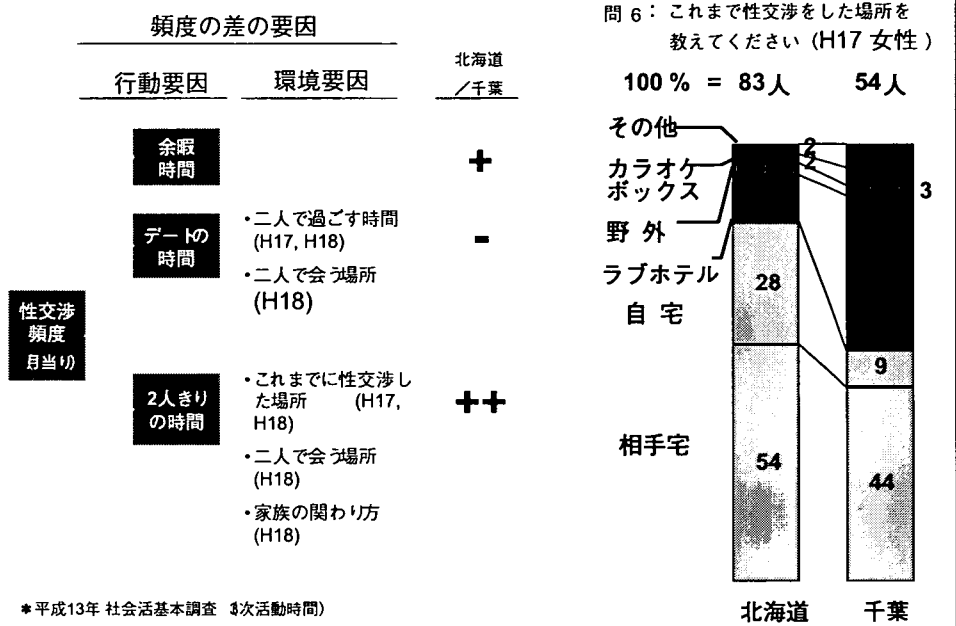 頻度の差の要因
行動要因
環境要因
北海道
／千葉
性交渉
頻度
月当り)
余暇
時間
+
デートの
時間
・二人で過ごす時間
(H17, H18)
・二人で会う場所
(H18)
-
2人きり
の時間
・これまでに性交渉し
た場所 (H17,
H18)
・二人で会う場所
(H18)
・家族の関わり方
(H18)
++
＊平成13年 社会活基本調査 3次活動時間)
問 6： これまで性交渉をした場所を
教えてください (H17 女性 )
100 % = 83人 54人
その他
カラオケ
ボックス
野 外
ラブホテル
自 宅
相手宅
2
2
3
28
9
54
44
北海道 千葉